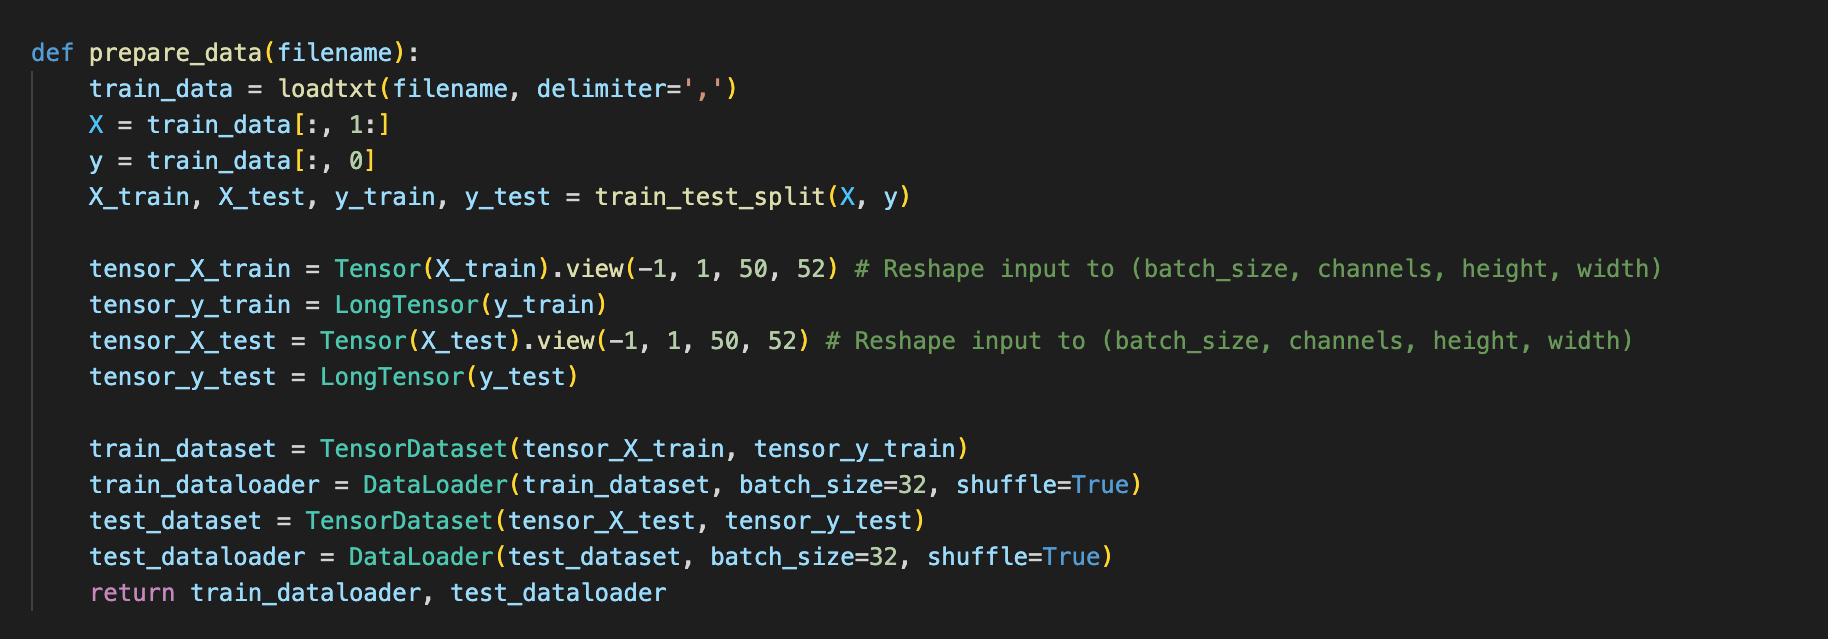 def prepare_data(filename):
    train_data = loadtxt(filename, delimiter=',')
    X = train_data[:, 1:]
    y = train_data[:, 0]
    X_train, X_test, y_train, y_test = train_test_split(X, y)

    tensor_X_train = Tensor(X_train).view(-1, 1, 50, 52) # Reshape input to (batch_size, channels, height, width)
    tensor_y_train = LongTensor(y_train)
    tensor_X_test = Tensor(X_test).view(-1, 1, 50, 52) # Reshape input to (batch_size, channels, height, width)
    tensor_y_test = LongTensor(y_test)

    train_dataset = TensorDataset(tensor_X_train, tensor_y_train)
    train_dataloader = DataLoader(train_dataset, batch_size=32, shuffle=True)
    test_dataset = TensorDataset(tensor_X_test, tensor_y_test)
    test_dataloader = DataLoader(test_dataset, batch_size=32, shuffle=True)
    return train_dataloader, test_dataloader